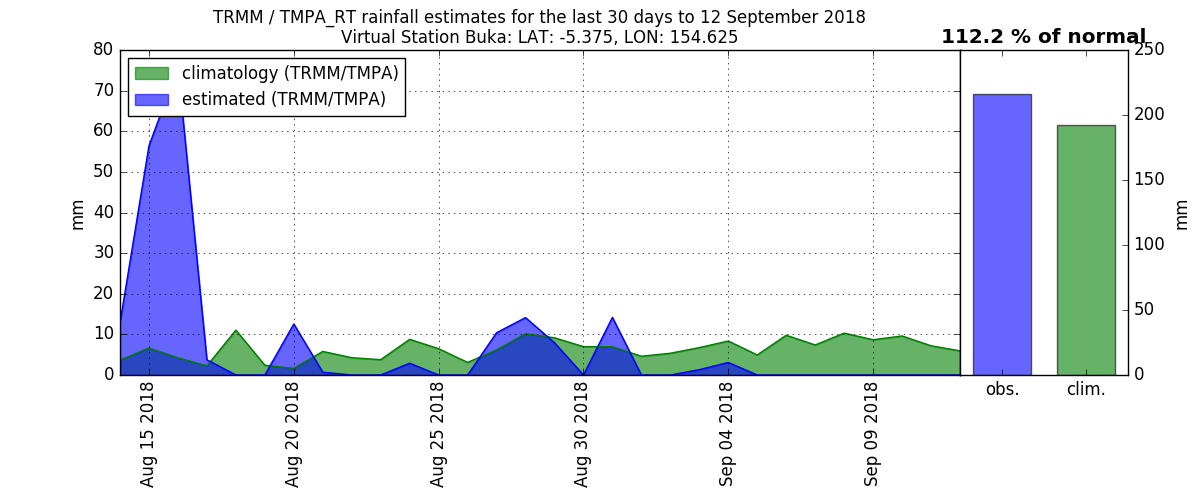 TRMM / TMPA_RT rainfall estimates for the last 30 days to 12 September 2018
Virtual Station Buka: LAT: -5.375, LON: 154.625
112.2 % of normal
climatology (TRMM/TMPA)
estimated (TRMM/TMPA)
80
70
60
50
40
30
20
10
0
mm
Aug 15 2018
Aug 20 2018
Aug 25 2018
Aug 30 2018
Sep 04 2018
Sep 09 2018
250
200
150
100
50
0
mm
obs.
clim.